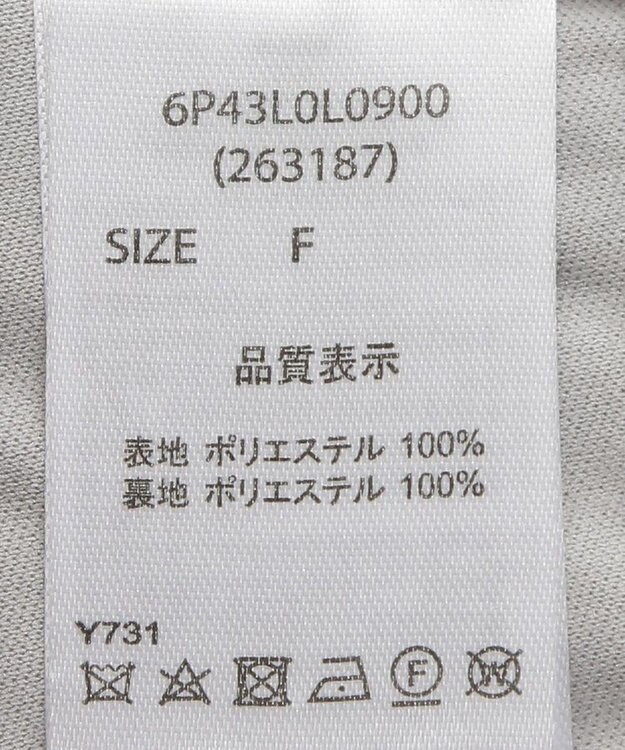 6P43L0L0900
(263187)
SIZE F
品質表示
表地 ポリエステル 100%
裏地 ポリエステル 100%
Y731
F W